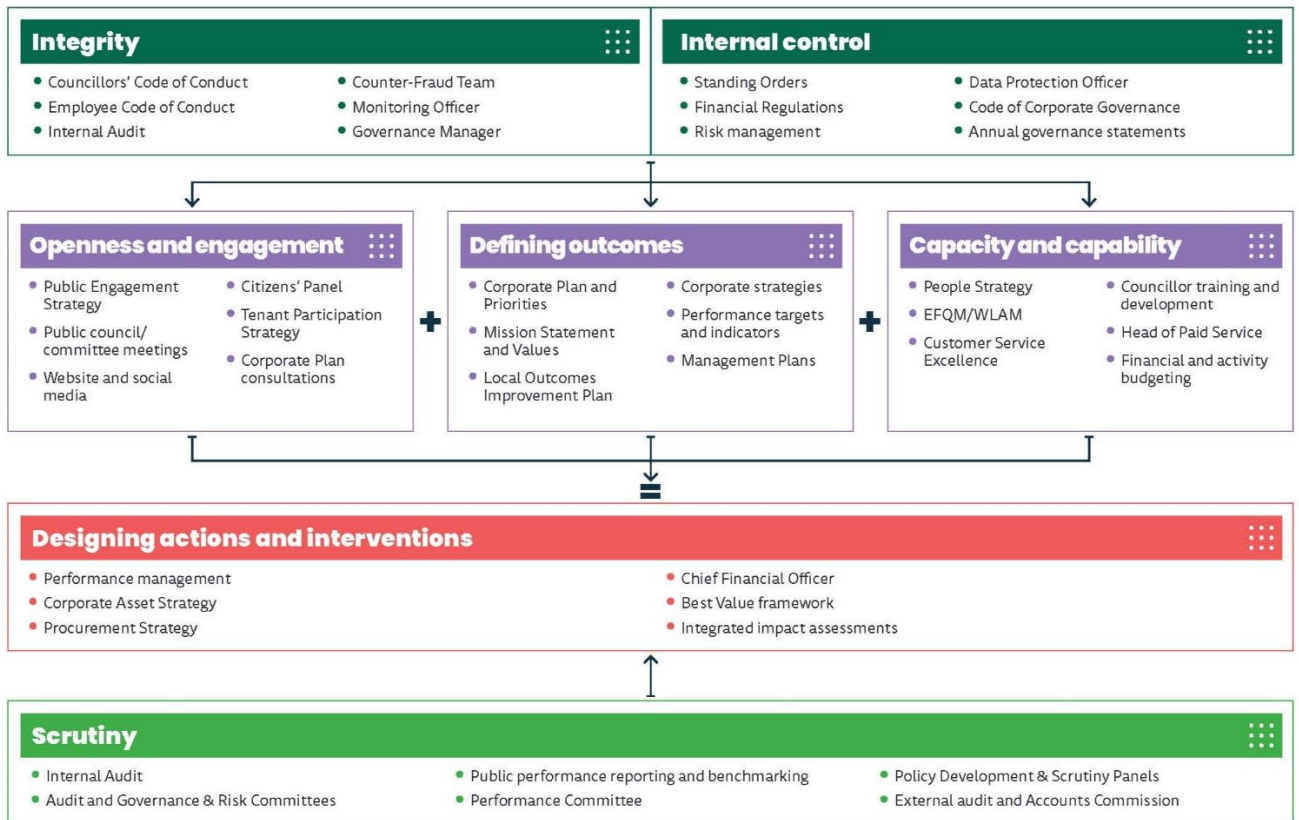 Integrity
• Councillors' Code of Conduct
• Employee Code of Conduct
• Internal Audit
• Counter-Fraud Team
• Monitoring Officer
• Governance Manager
Internal control
• Standing Orders
• Financial Regulations
• Risk management
• Data Protection Officer
• Code of Corporate Governance
• Annual governance statements
Openness and engagement
• Public Engagement
Strategy
• Public council/
committee meetings
• Website and social
media
• Citizens' Panel
• Tenant Participation
Strategy
• Corporate Plan
consultations
+
Defining outcomes
• Corporate Plan and
Priorities
• Mission Statement
and Values
• Local Outcomes
Improvement Plan
• Corporate strategies
• Performance targets
and indicators
• Management Plans
+
Capacity and capability
• People Strategy
• EFQM/WLAM
• Customer Service
Excellence
• Councillor training and
development
• Head of Paid Service
• Financial and activity
budgeting
=
Designing actions and interventions
• Performance management
• Corporate Asset Strategy
• Procurement Strategy
• Chief Financial Officer
• Best Value framework
• Integrated impact assessments
Scrutiny
• Internal Audit
• Audit and Governance & Risk Committees
• Public performance reporting and benchmarking
• Performance Committee
• Policy Development & Scrutiny Panels
• External audit and Accounts Commission